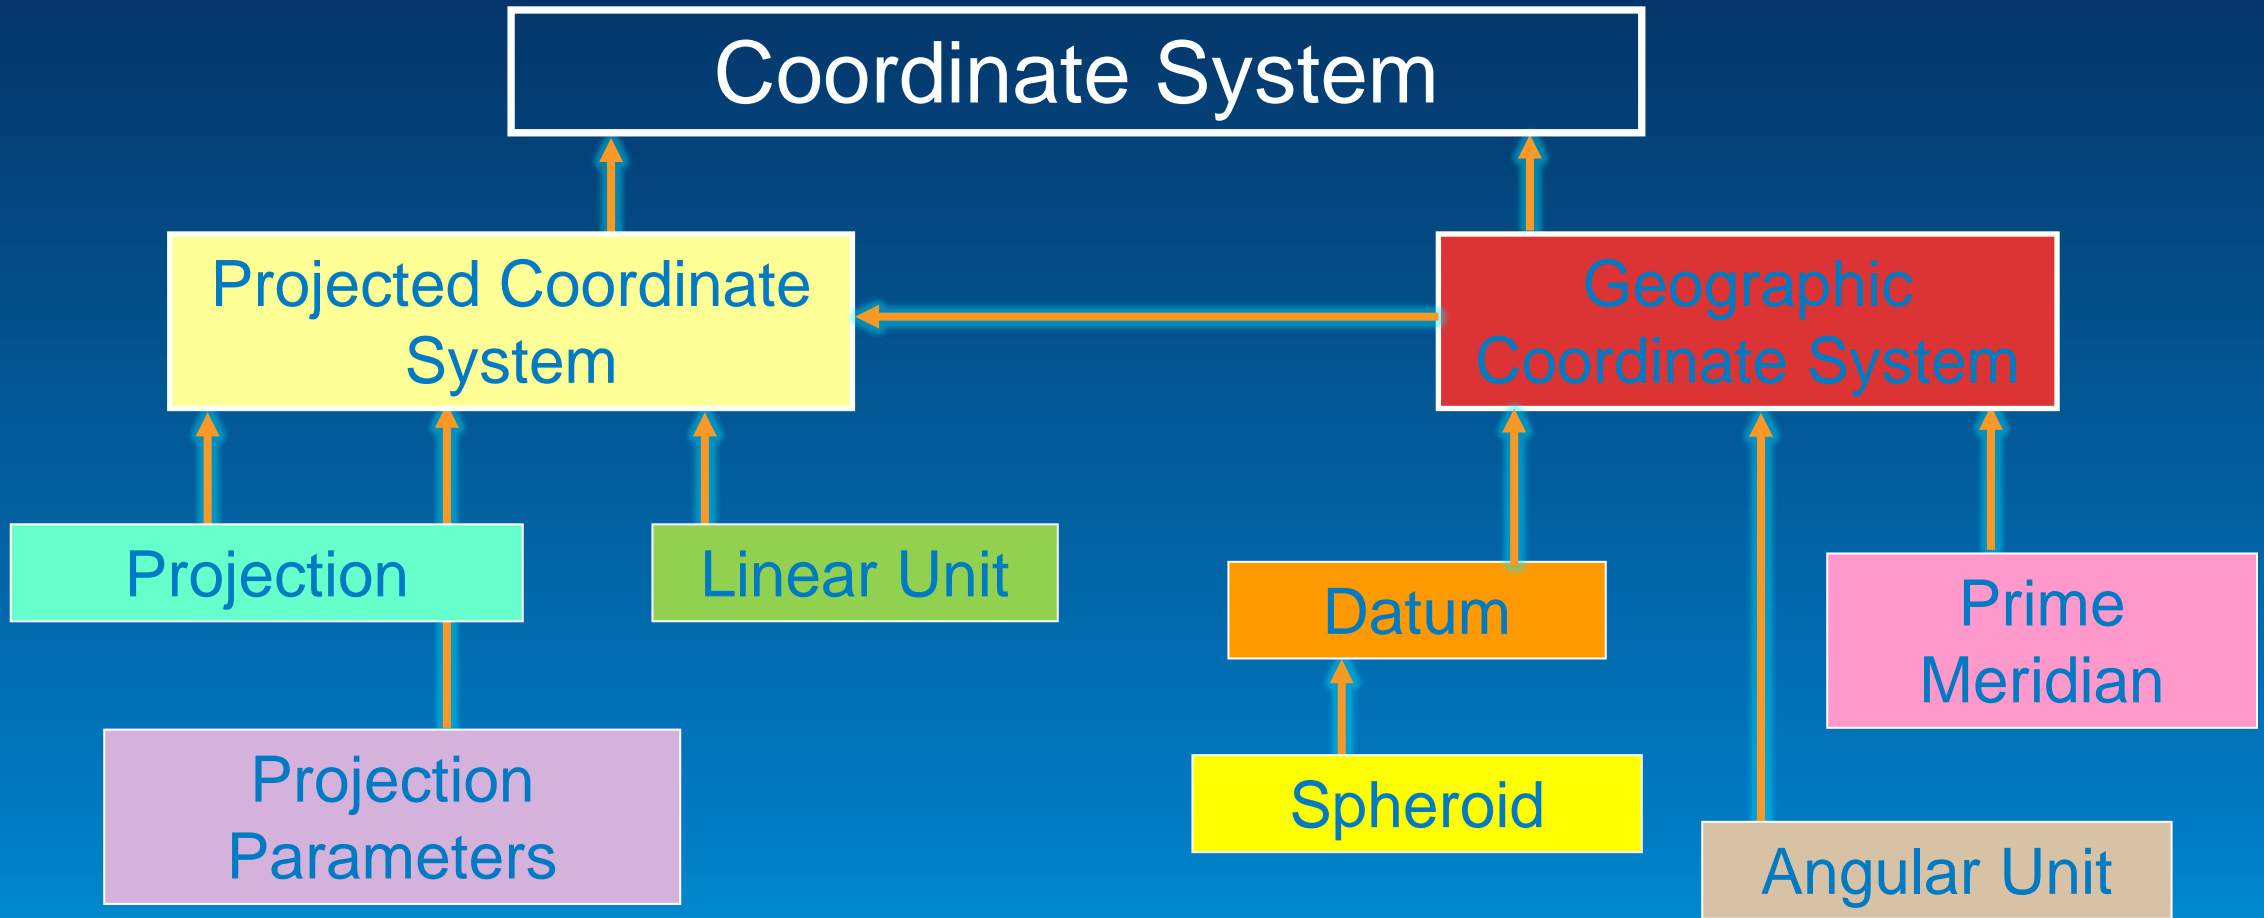 Coordinate System
Projected Coordinate
System
Geographic
Coordinate System
Projection
Linear Unit
Datum
Prime
Meridian
Projection
Parameters
Spheroid
Angular Unit